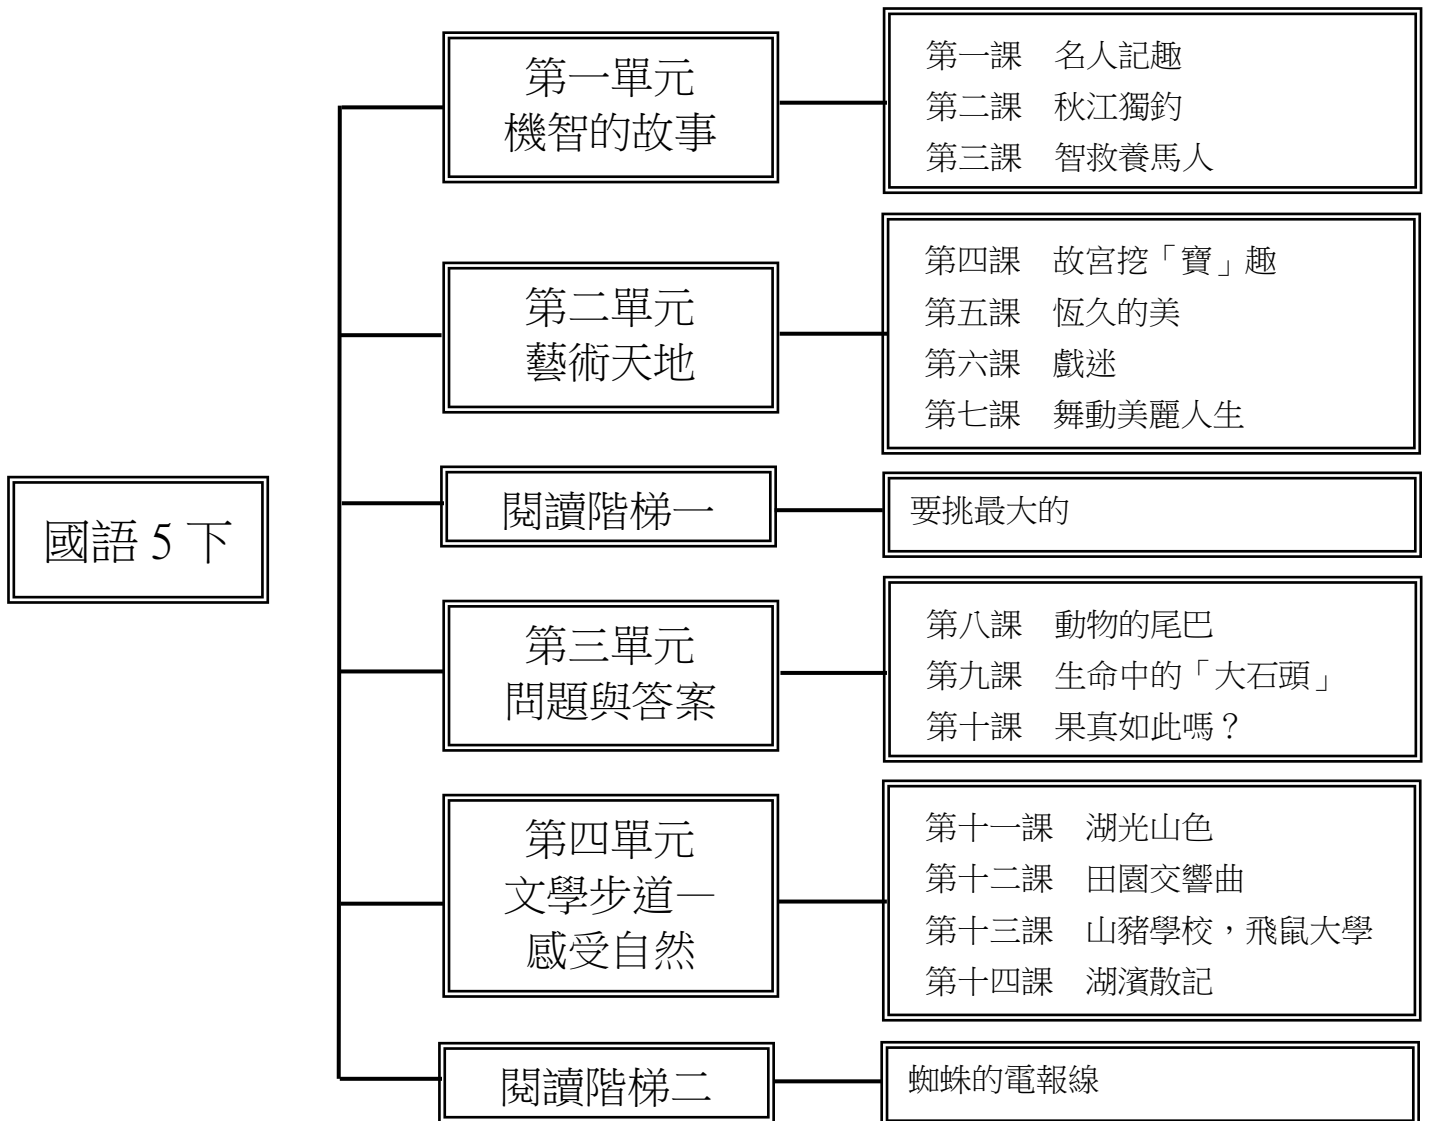 國語 5 下
第一單元
機智的故事
第一課　名人記趣
第二課　秋江獨釣
第三課　智救養馬人
第二單元
藝術天地
第四課　故宮挖「寶」趣
第五課　恆久的美
第六課　戲迷
第七課　舞動美麗人生
閱讀階梯一
要挑最大的
第三單元
問題與答案
第八課　動物的尾巴
第九課　生命中的「大石頭」
第十課　果真如此嗎？
第四單元
文學步道—
感受自然
第十一課　湖光山色
第十二課　田園交響曲
第十三課　山豬學校，飛鼠大學
第十四課　湖濱散記
閱讀階梯二
蜘蛛的電報線